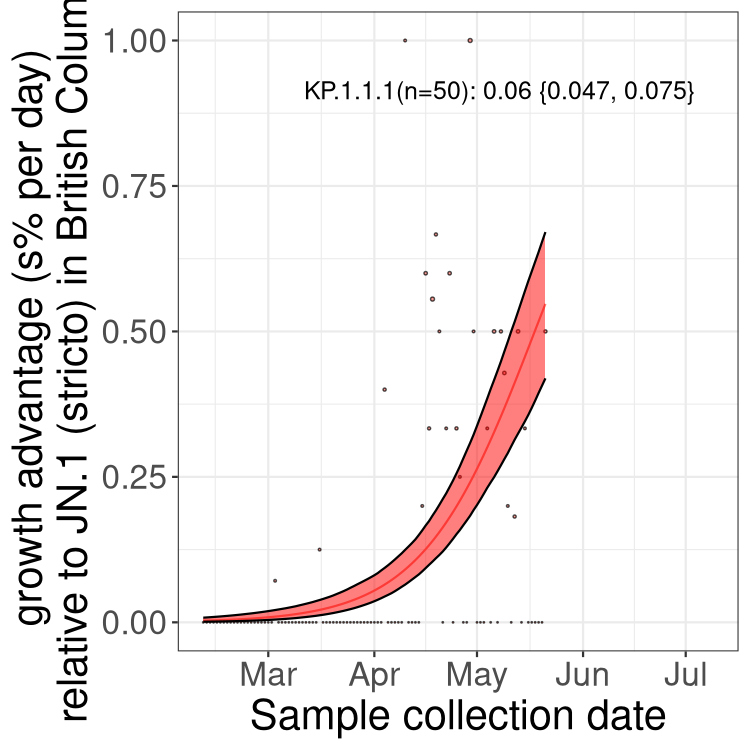 growth advantage (s% per day)
relative to JN.1 (stricto) in British Colum
1.00
0.75
0.50
0.25
0.00
KP.1.1.1(n=50): 0.06 {0.047, 0.075}
Mar Apr May Jun Jul
Sample collection date